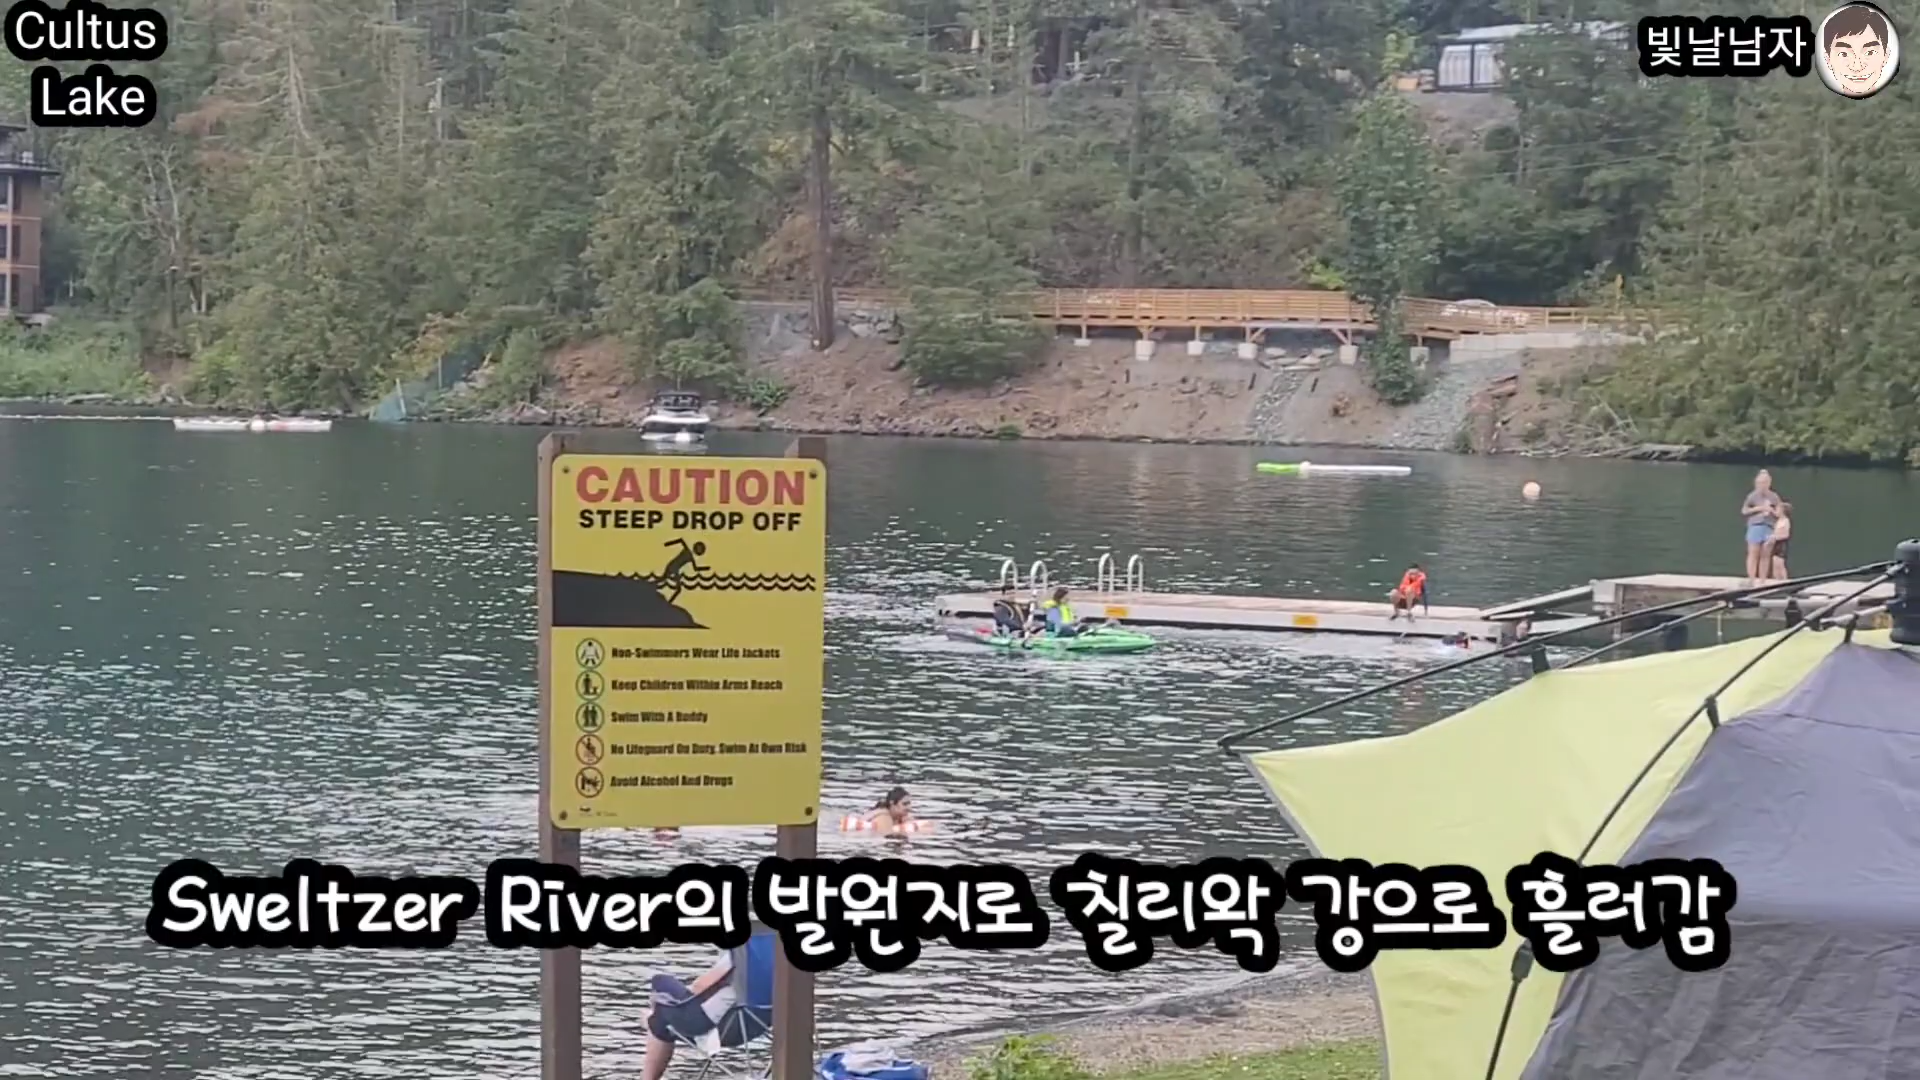 Cultus
Lake
빛날남자
CAUTION
STEEP DROP OFF
Non-Swimmers Wear Life Jackets
Keep Children Within Arms Reach
Swim With A Buddy
No Lifeguard On Duty, Swim At Own Risk
Avoid Alcohol And Drugs
Sweltzer River의 발원지로 칠리왁 강으로 흘러감